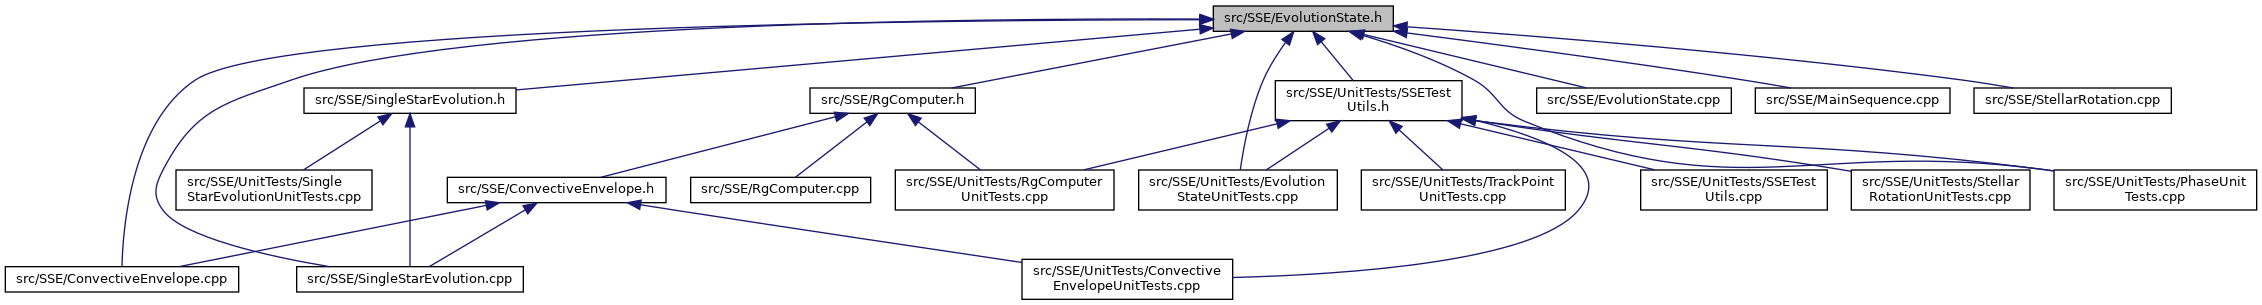 src/SSE/EvolutionState.h
src/SSE/SingleStarEvolution.h
src/SSE/RgComputer.h
src/SSE/UnitTests/SSETest
Utils.h
src/SSE/EvolutionState.cpp
src/SSE/MainSequence.cpp
src/SSE/StellarRotation.cpp
src/SSE/UnitTests/Single
StarEvolutionUnitTests.cpp
src/SSE/ConvectiveEnvelope.h
src/SSE/RgComputer.cpp
src/SSE/UnitTests/RgComputer
UnitTests.cpp
src/SSE/UnitTests/Evolution
StateUnitTests.cpp
src/SSE/UnitTests/TrackPoint
UnitTests.cpp
src/SSE/UnitTests/SSETest
Utils.cpp
src/SSE/UnitTests/Stellar
RotationUnitTests.cpp
src/SSE/UnitTests/PhaseUnit
Tests.cpp
src/SSE/ConvectiveEnvelope.cpp
src/SSE/SingleStarEvolution.cpp
src/SSE/UnitTests/Convective
EnvelopeUnitTests.cpp